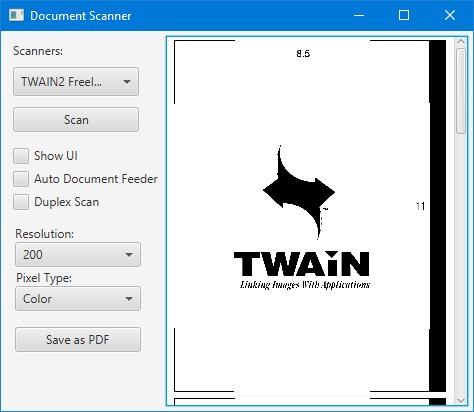 Document Scanner
Scanners:
TWAIN2 Freel...
Scan
Show UI
Auto Document Feeder
Duplex Scan
Resolution:
200
Pixel Type:
Color
Save as PDF
8.5
11
TWAIN
Linking Images With Applications